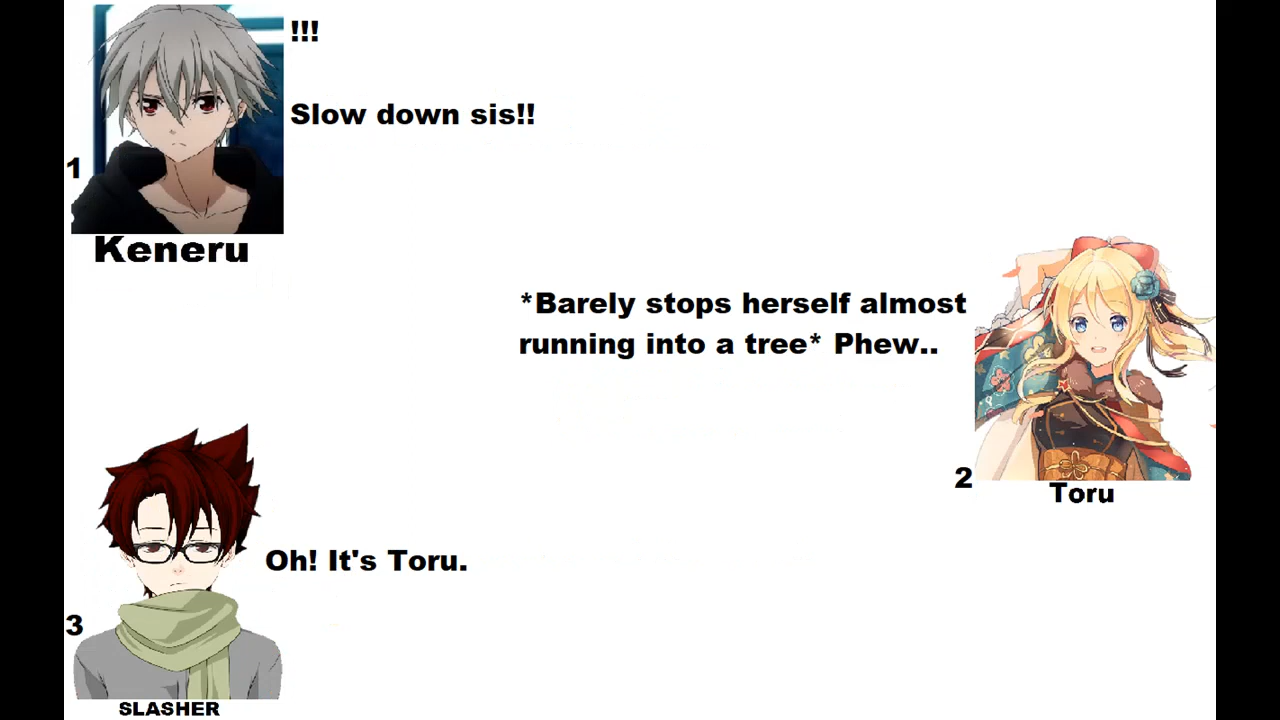 !!!
Slow down sis!!
1
Keneru
*Barely stops herself almost
running into a tree* Phew..
2
Toru
Oh! It's Toru.
3
SLASHER